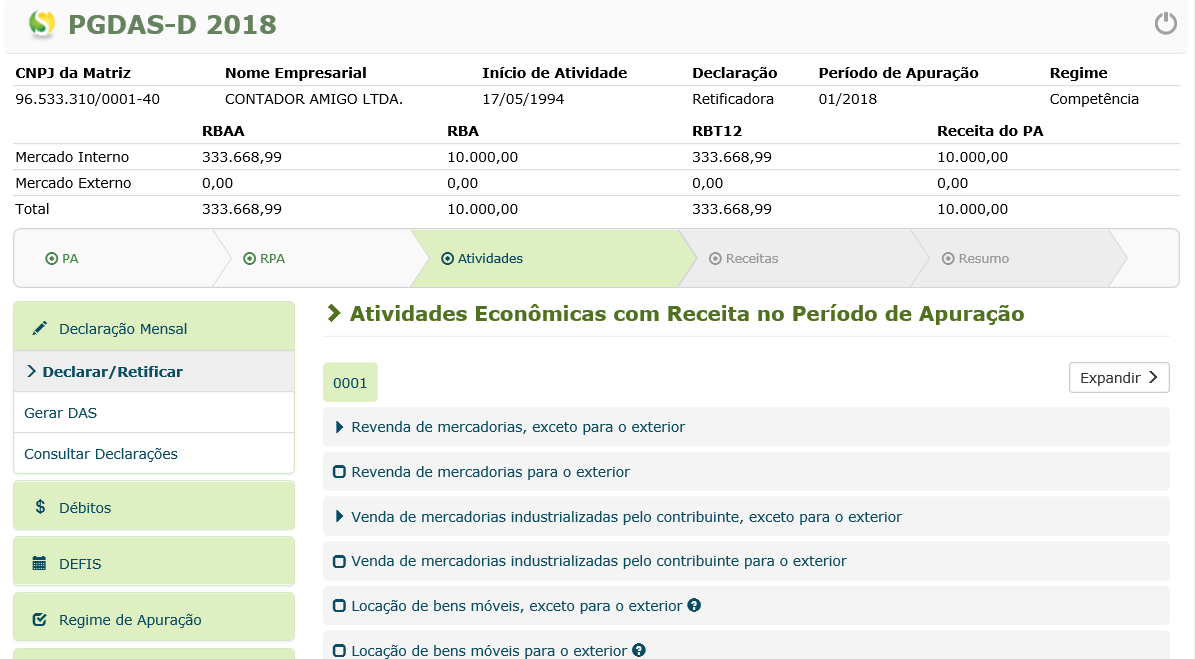 PGDAS-D 2018
CNPJ da Matriz Nome Empresarial Início de Atividade Declaração Período de Apuração Regime
96.533.310/0001-40 CONTADOR AMIGO LTDA. 17/05/1994 Retificadora 01/2018 Competência
RBAA RBA RBT12 Receita do PA
Mercado Interno 333.668,99 10.000,00 333.668,99 10.000,00
Mercado Externo 0,00 0,00 0,00 0,00
Total 333.668,99 10.000,00 333.668,99 10.000,00
PA RPA Atividades Receitas Resumo
Declaração Mensal
Declarar/Retificar
Gerar DAS
Consultar Declarações
$ Débitos
DEFIS
Regime de Apuração
Atividades Econômicas com Receita no Período de Apuração
0001 Expandir
Revenda de mercadorias, exceto para o exterior
Revenda de mercadorias para o exterior
Venda de mercadorias industrializadas pelo contribuinte, exceto para o exterior
Venda de mercadorias industrializadas pelo contribuinte para o exterior
Locação de bens móveis, exceto para o exterior ?
Locação de bens móveis para o exterior ?